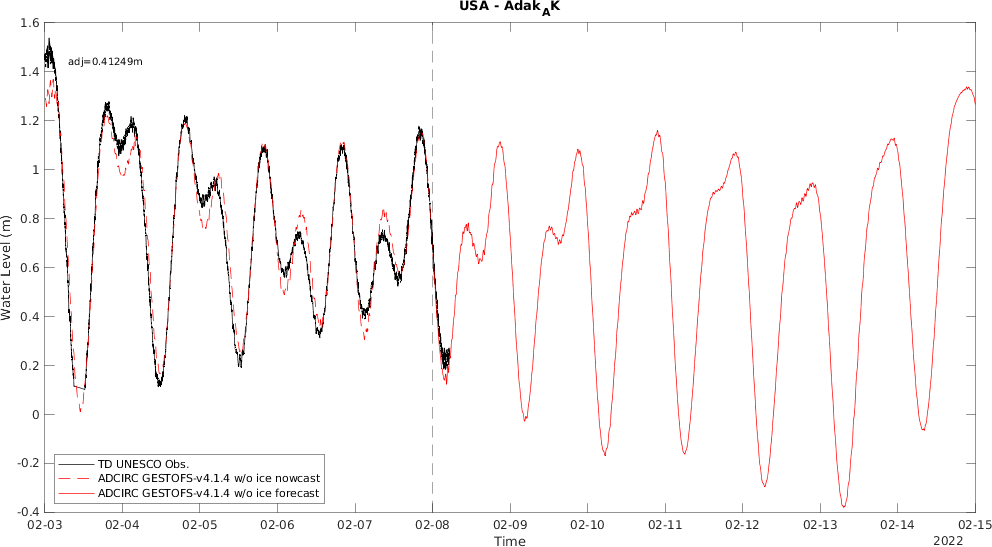 USA - Adak_AK
adj=0.41249m
1.6
1.4
1.2
1
0.8
0.6
0.4
0.2
0
-0.2
-0.4
Water Level (m)
TD UNESCO Obs.
ADCIRC GESTOFS-v4.1.4 w/o ice nowcast
ADCIRC GESTOFS-v4.1.4 w/o ice forecast
02-03 02-04 02-05 02-06 02-07 02-08 02-09 02-10 02-11 02-12 02-13 02-14 02-15
Time
2022